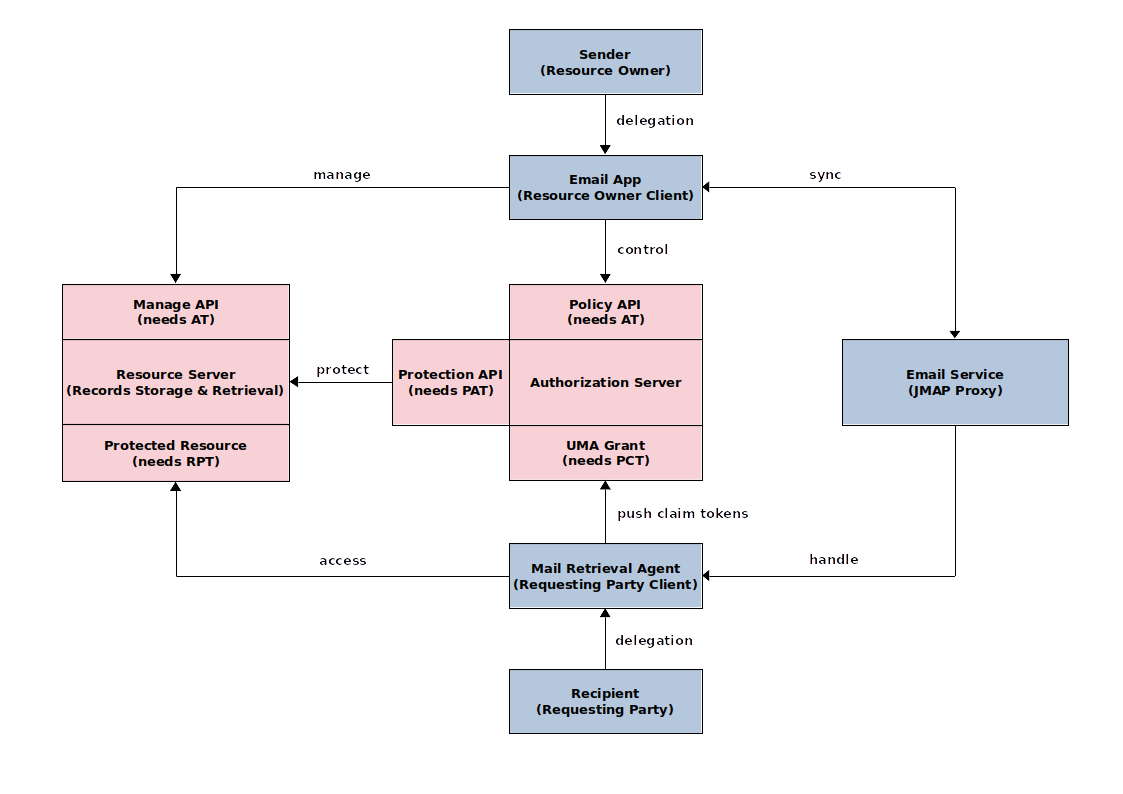 Sender
(Resource Owner)
delegation
manage
Email App
(Resource Owner Client)
sync
control
Manage API
(needs AT)
Policy API
(needs AT)
Resource Server
(Records Storage & Retrieval)
protect
Protection API
(needs PAT)
Authorization Server
Email Service
(JMAP Proxy)
Protected Resource
(needs RPT)
UMA Grant
(needs PCT)
push claim tokens
access
Mail Retrieval Agent
(Requesting Party Client)
handle
delegation
Recipient
(Requesting Party)